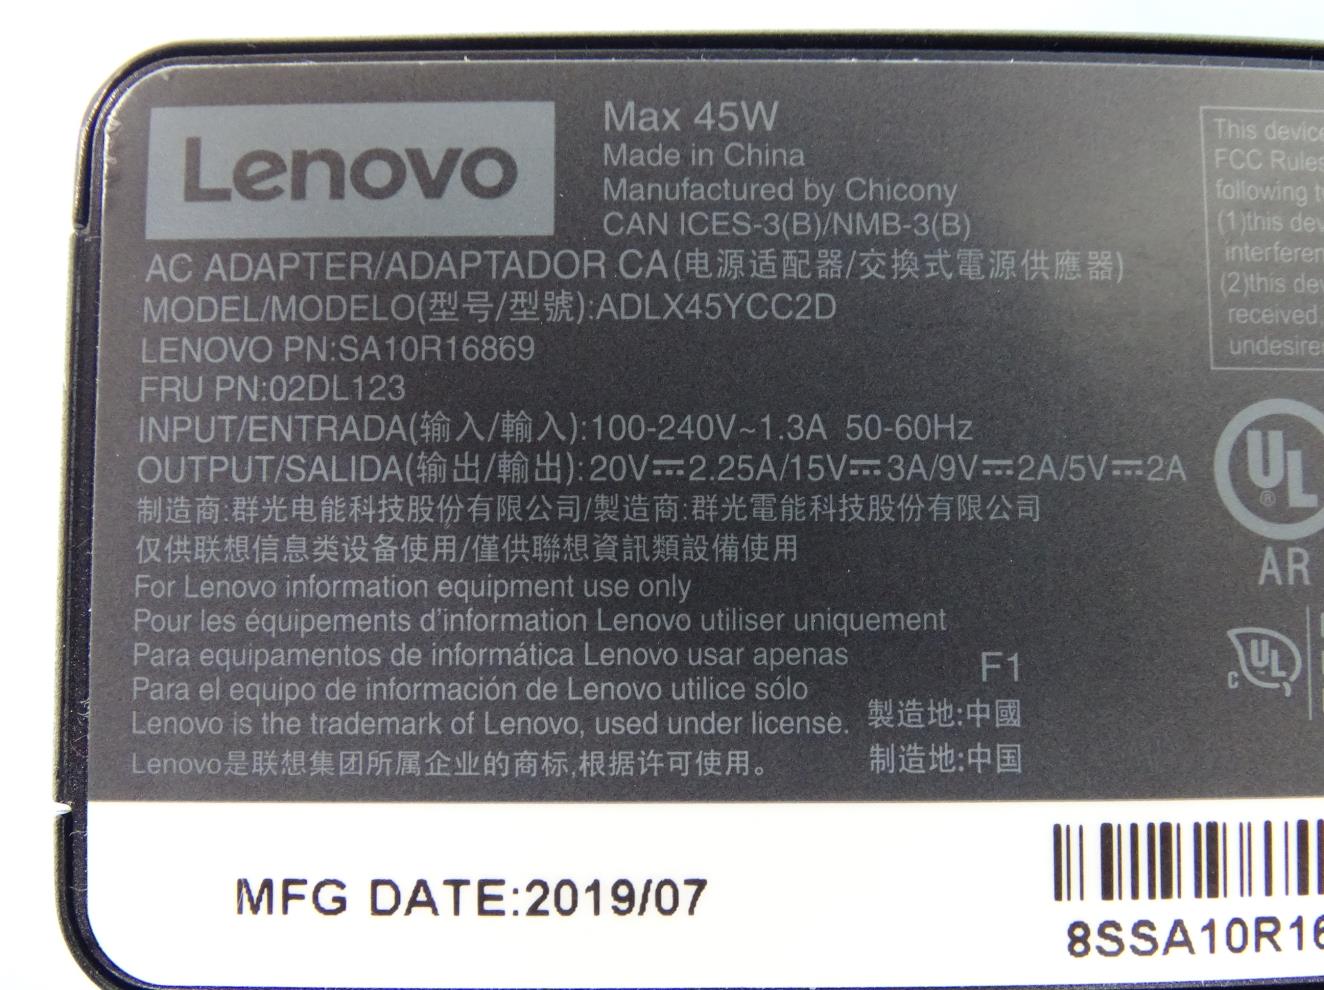 Lenovo
Max 45W
Made in China
Manufactured by Chicony
CAN ICES-3(B)/NMB-3(B)
AC ADAPTER/ADAPTADOR CA(电源适配器/交換式電源供應器)
MODEL/MODELO(型号/型號):ADLX45YCC2D
LENOVO PN:SA10R16869
FRU PN:02DL123
INPUT/ENTRADA(输入/輸入):100-240V~1.3A 50-60Hz
OUTPUT/SALIDA(输出/輸出):20V⎓2.25A/15V⎓3A/9V⎓2A/5V⎓2A
制造商:群光电能科技股份有限公司/製造商:群光電能科技股份有限公司
仅供联想信息类设备使用/僅供聯想資訊類設備使用
For Lenovo information equipment use only
Pour les équipements d'information Lenovo utiliser uniquement
Para equipamentos de informática Lenovo usar apenas
Para el equipo de información de Lenovo utilice sólo
Lenovo is the trademark of Lenovo, used under license.
Lenovo是联想集团所属企业的商标,根据许可使用。
F1
製造地:中國
制造地:中国
This device
FCC Rules
following
(1)this dev
interferen
(2)this dev
received,
undesire
UL
®
AR
c UL
MFG DATE:2019/07
8SSA10R16